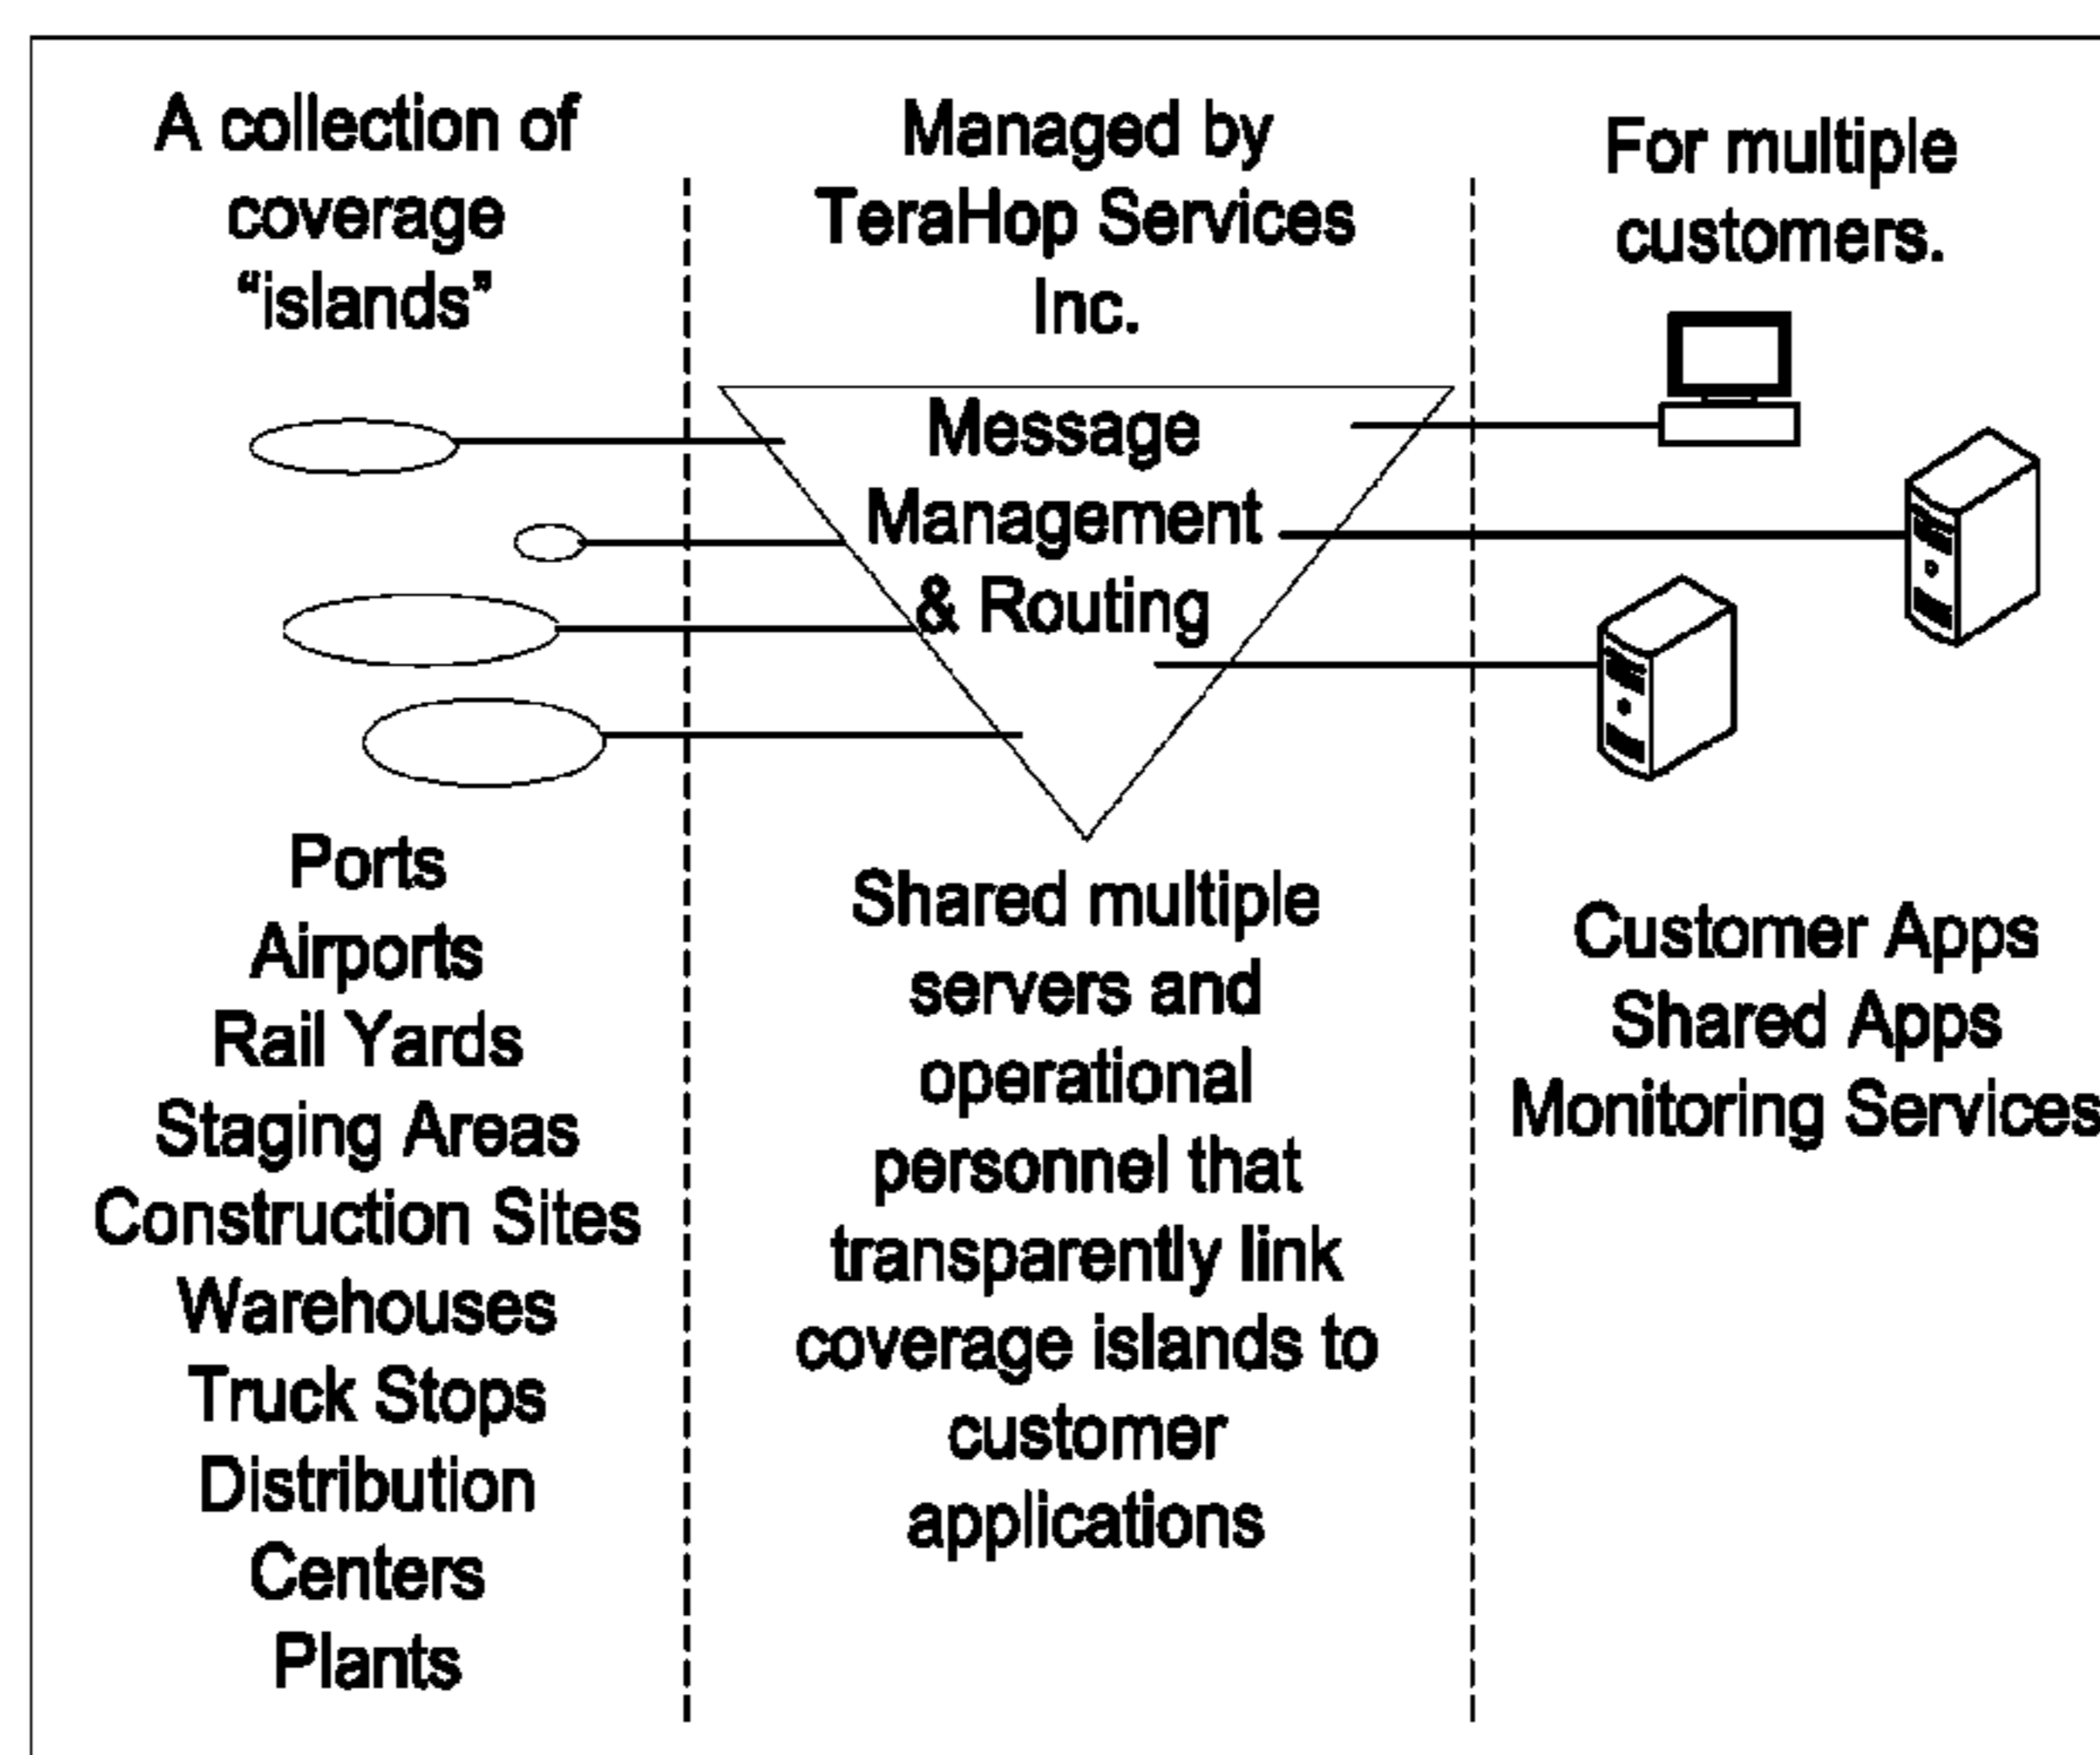 A collection of
coverage
“islands”
Ports
Airports
Rail Yards
Staging Areas
Construction Sites
Warehouses
Truck Stops
Distribution
Centers
Plants
Managed by
TeraHop Services
Inc.
Message
Management
& Routing
Shared multiple
servers and
operational
personnel that
transparently link
coverage islands to
customer
applications
For multiple
customers.
Customer Apps
Shared Apps
Monitoring Services